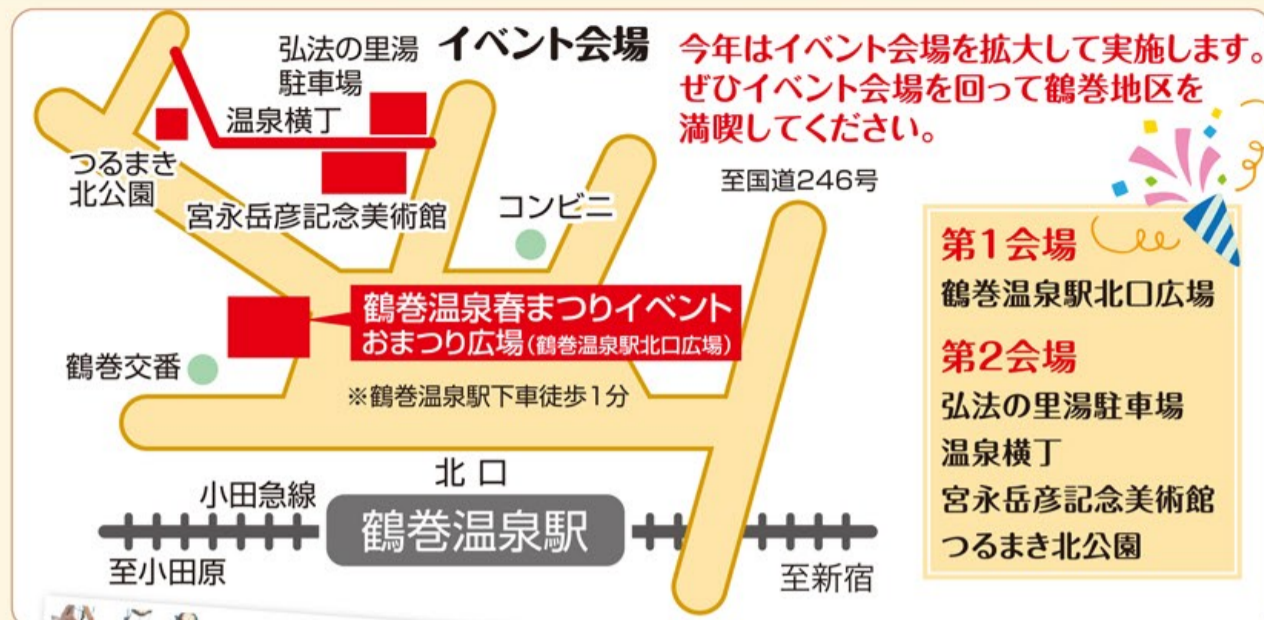 弘法の里湯
駐車場
イベント会場
今年はイベント会場を拡大して実施します。
ぜひイベント会場を回って鶴巻地区を
満喫してください。
温泉横丁
つるまき
北公園
宮永岳彦記念美術館
コンビニ
至国道246号
鶴巻温泉春まつりイベント
おまつり広場(鶴巻温泉駅北口広場)
鶴巻交番
※鶴巻温泉駅下車徒歩1分
北口
小田急線
鶴巻温泉駅
至小田原
至新宿
第1会場
鶴巻温泉駅北口広場
第2会場
弘法の里湯駐車場
温泉横丁
宮永岳彦記念美術館
つるまき北公園